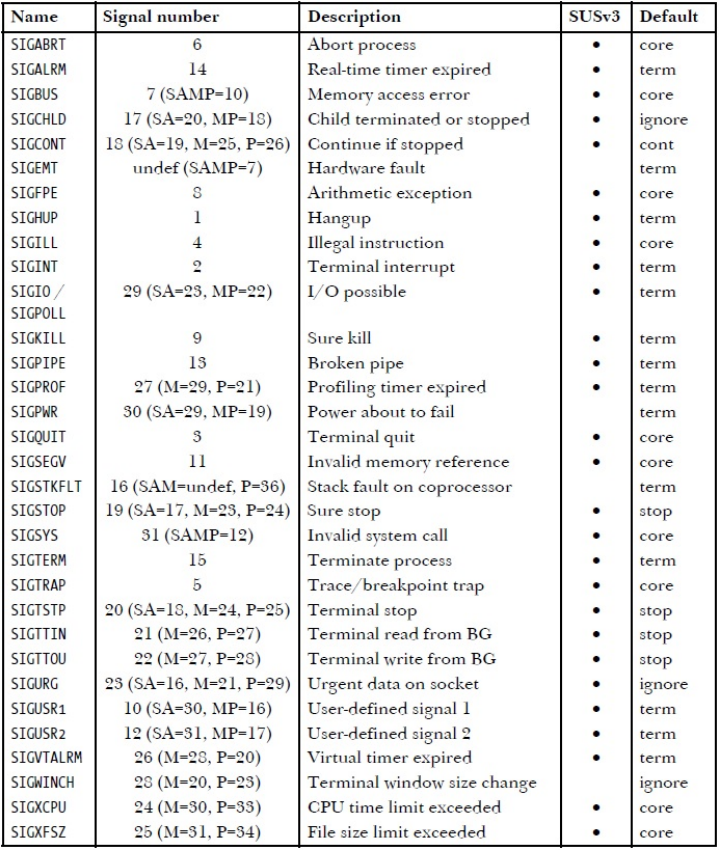 Name Signal number Description SUSv3 Default
SIGABRT 6 Abort process • core
SIGALRM 14 Real-time timer expired • term
SIGBUS 7 (SAMP=10) Memory access error • core
SIGCHLD 17 (SA=20, MP=18) Child terminated or stopped • ignore
SIGCONT 18 (SA=19, M=25, P=26) Continue if stopped • cont
SIGEMT undef (SAMP=7) Hardware fault term
SIGFPE 8 Arithmetic exception • core
SIGHUP 1 Hangup • term
SIGILL 4 Illegal instruction • core
SIGINT 2 Terminal interrupt • term
SIGIO / 29 (SA=23, MP=22) I/O possible • term
SIGPOLL
SIGKILL 9 Sure kill • term
SIGPIPE 13 Broken pipe • term
SIGPROF 27 (M=29, P=21) Profiling timer expired • term
SIGPWR 30 (SA=29, MP=19) Power about to fail term
SIGQUIT 3 Terminal quit • core
SIGSEGV 11 Invalid memory reference • core
SIGSTKFLT 16 (SAM=undef, P=36) Stack fault on coprocessor term
SIGSTOP 19 (SA=17, M=23, P=24) Sure stop • stop
SIGSYS 31 (SAMP=12) Invalid system call • core
SIGTERM 15 Terminate process • term
SIGTRAP 5 Trace/breakpoint trap • core
SIGTSTP 20 (SA=18, M=24, P=25) Terminal stop • stop
SIGTTIN 21 (M=26, P=27) Terminal read from BG • stop
SIGTTOU 22 (M=27, P=28) Terminal write from BG • stop
SIGURG 23 (SA=16, M=21, P=29) Urgent data on socket • ignore
SIGUSR1 10 (SA=30, MP=16) User-defined signal 1 • term
SIGUSR2 12 (SA=31, MP=17) User-defined signal 2 • term
SIGVTALRM 26 (M=28, P=20) Virtual timer expired • term
SIGWINCH 28 (M=20, P=23) Terminal window size change ignore
SIGXCPU 24 (M=30, P=33) CPU time limit exceeded • core
SIGXFSZ 25 (M=31, P=34) File size limit exceeded • core